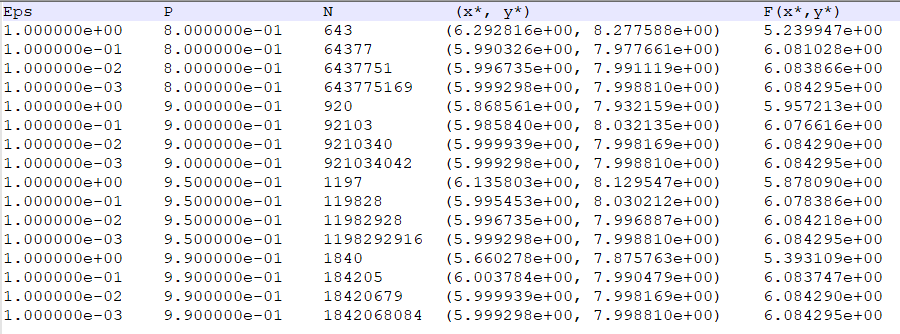 Eps P N (x*, y*) F(x*,y*)
1.000000e+00 8.000000e-01 643 (6.292816e+00, 8.277588e+00) 5.239947e+00
1.000000e-01 8.000000e-01 64377 (5.990326e+00, 7.977661e+00) 6.081028e+00
1.000000e-02 8.000000e-01 6437751 (5.996735e+00, 7.991119e+00) 6.083866e+00
1.000000e-03 8.000000e-01 643775169 (5.999298e+00, 7.998810e+00) 6.084295e+00
1.000000e+00 9.000000e-01 920 (5.868561e+00, 7.932159e+00) 5.957213e+00
1.000000e-01 9.000000e-01 92103 (5.985840e+00, 8.032135e+00) 6.076616e+00
1.000000e-02 9.000000e-01 9210340 (5.999939e+00, 7.998169e+00) 6.084290e+00
1.000000e-03 9.000000e-01 921034042 (5.999298e+00, 7.998810e+00) 6.084295e+00
1.000000e+00 9.500000e-01 1197 (6.135803e+00, 8.129547e+00) 5.878090e+00
1.000000e-01 9.500000e-01 119828 (5.995453e+00, 8.030212e+00) 6.078386e+00
1.000000e-02 9.500000e-01 11982928 (5.996735e+00, 7.996887e+00) 6.084218e+00
1.000000e-03 9.500000e-01 1198292916 (5.999298e+00, 7.998810e+00) 6.084295e+00
1.000000e+00 9.900000e-01 1840 (5.660278e+00, 7.875763e+00) 5.393109e+00
1.000000e-01 9.900000e-01 184205 (6.003784e+00, 7.990479e+00) 6.083747e+00
1.000000e-02 9.900000e-01 18420679 (5.999939e+00, 7.998169e+00) 6.084290e+00
1.000000e-03 9.900000e-01 1842068084 (5.999298e+00, 7.998810e+00) 6.084295e+00